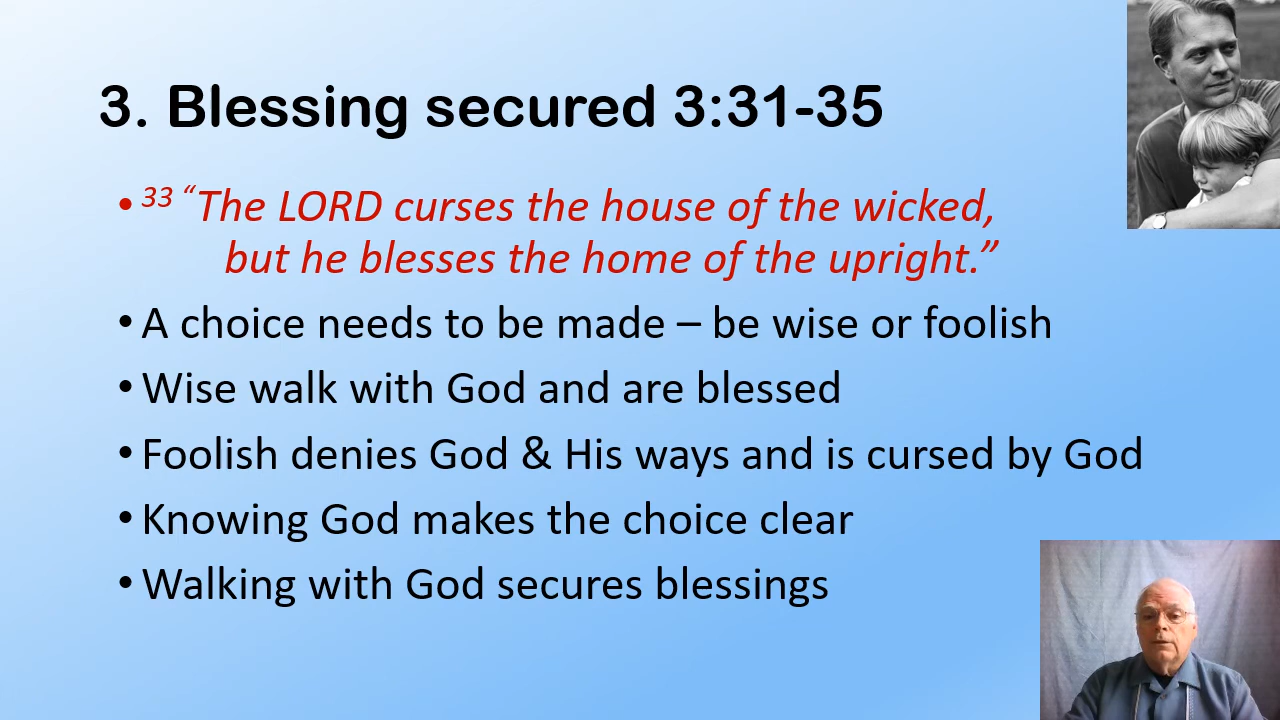 3. Blessing secured 3:31-35
• 33 “The LORD curses the house of the wicked,
but he blesses the home of the upright.”
• A choice needs to be made – be wise or foolish
• Wise walk with God and are blessed
• Foolish denies God & His ways and is cursed by God
• Knowing God makes the choice clear
• Walking with God secures blessings